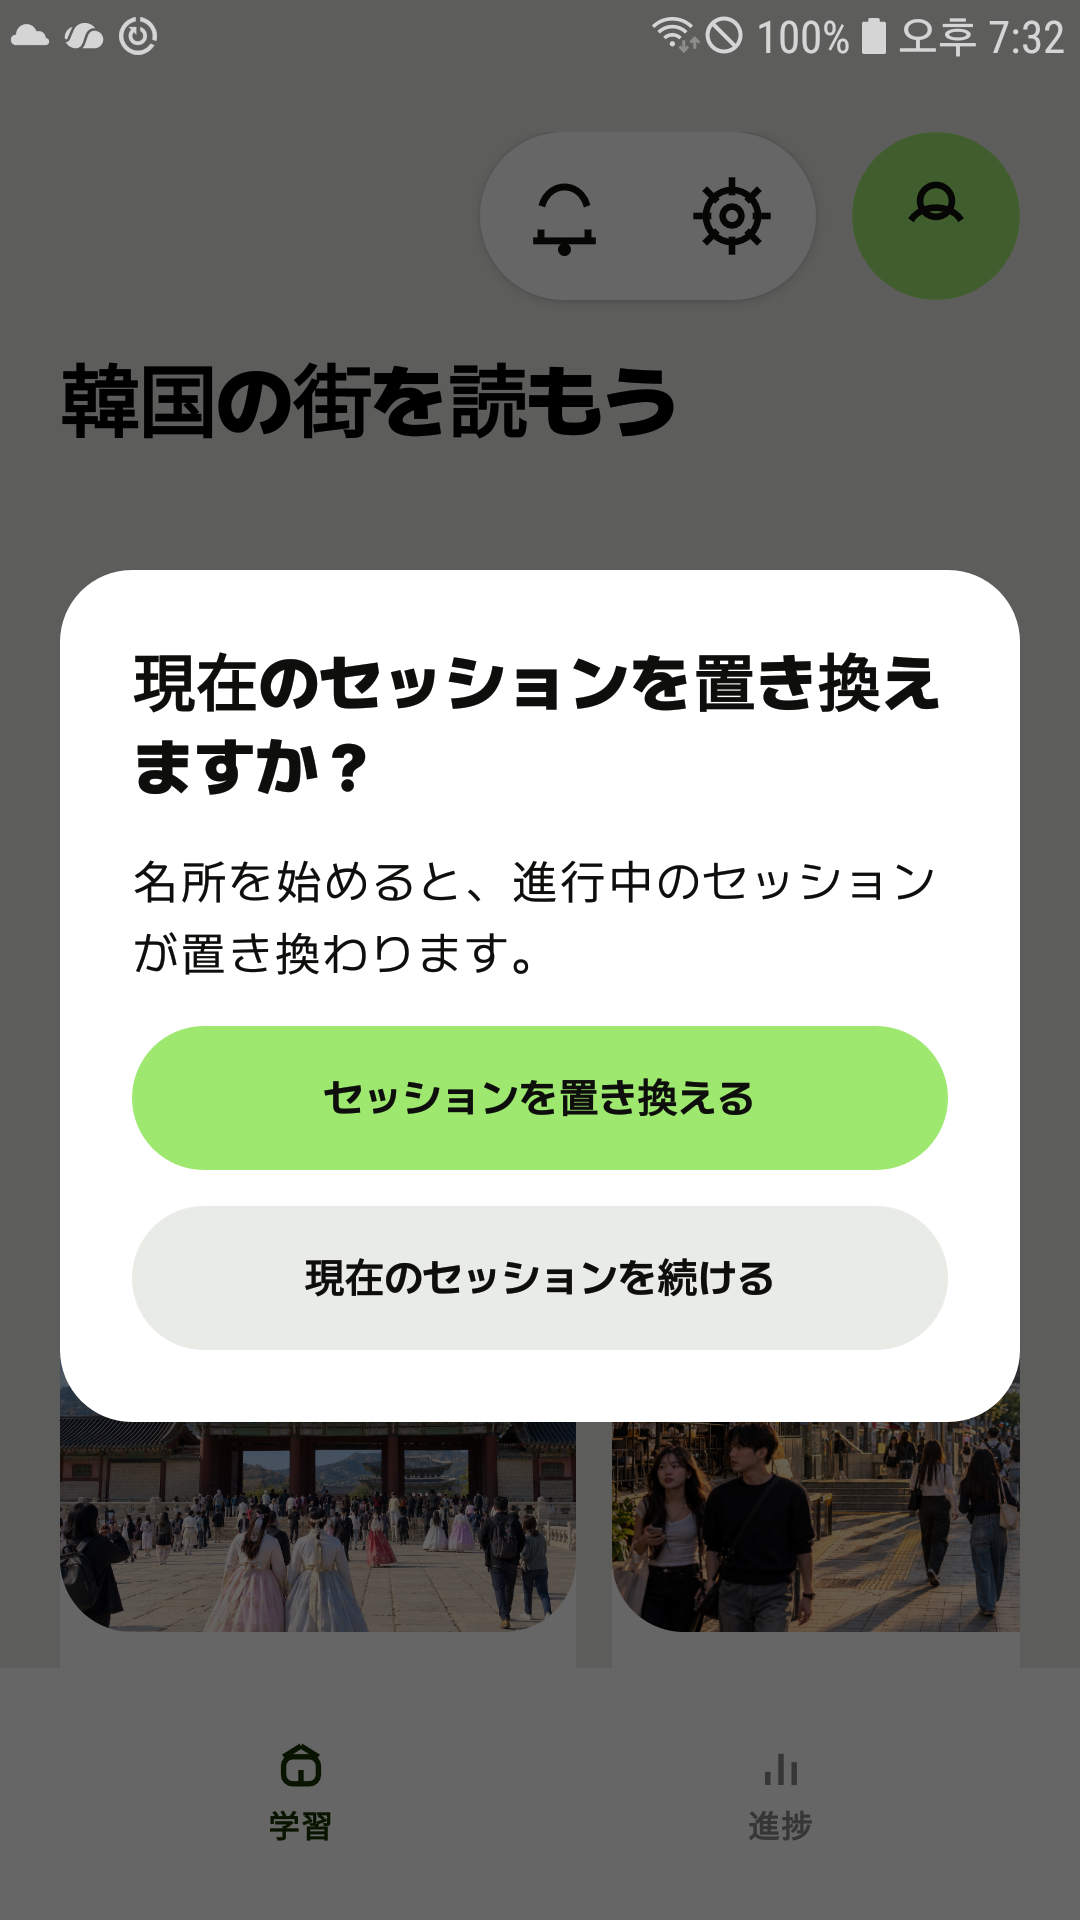 100% 오후 7:32
韓国の街を読もう
現在のセッションを置き換え
ますか？
名所を始めると、進行中のセッション
が置き換わります。
セッションを置き換える
現在のセッションを続ける
学習
進捗